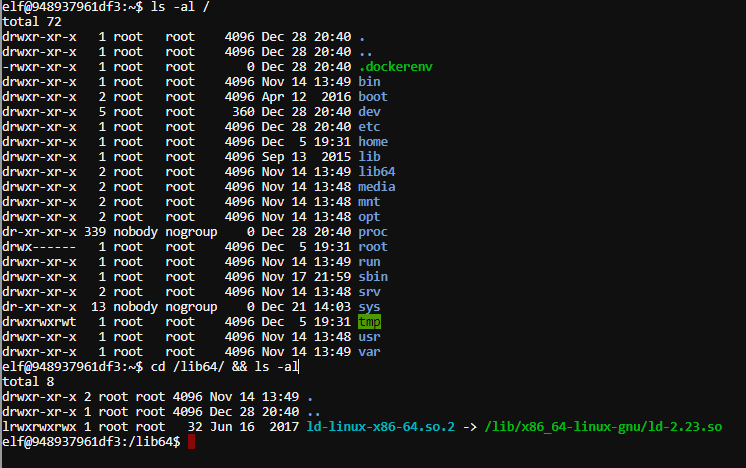 elf@948937961df3:~$ ls -al /
total 72
drwxr-xr-x   1 root   root    4096 Dec 28 20:40 .
drwxr-xr-x   1 root   root    4096 Dec 28 20:40 ..
-rwxr-xr-x   1 root   root       0 Dec 28 20:40 .dockerenv
drwxr-xr-x   1 root   root    4096 Nov 14 13:49 bin
drwxr-xr-x   2 root   root    4096 Apr 12  2016 boot
drwxr-xr-x   5 root   root     360 Dec 28 20:40 dev
drwxr-xr-x   1 root   root    4096 Dec 28 20:40 etc
drwxr-xr-x   1 root   root    4096 Dec  5 19:31 home
drwxr-xr-x   1 root   root    4096 Sep 13  2015 lib
drwxr-xr-x   2 root   root    4096 Nov 14 13:49 lib64
drwxr-xr-x   2 root   root    4096 Nov 14 13:48 media
drwxr-xr-x   2 root   root    4096 Nov 14 13:48 mnt
drwxr-xr-x   2 root   root    4096 Nov 14 13:48 opt
dr-xr-xr-x 339 nobody nogroup    0 Dec 28 20:40 proc
drwx------   1 root   root    4096 Dec  5 19:31 root
drwxr-xr-x   1 root   root    4096 Nov 14 13:49 run
drwxr-xr-x   1 root   root    4096 Nov 17 21:59 sbin
drwxr-xr-x   2 root   root    4096 Nov 14 13:48 srv
dr-xr-xr-x  13 nobody nogroup    0 Dec 21 14:03 sys
drwxrwxrwt   1 root   root    4096 Dec  5 19:31 tmp
drwxr-xr-x   1 root   root    4096 Nov 14 13:48 usr
drwxr-xr-x   1 root   root    4096 Nov 14 13:49 var
elf@948937961df3:~$ cd /lib64/ && ls -al
total 8
drwxr-xr-x 2 root root 4096 Nov 14 13:49 .
drwxr-xr-x 1 root root 4096 Dec 28 20:40 ..
lrwxrwxrwx 1 root root   32 Jun 16  2017 ld-linux-x86-64.so.2 -> /lib/x86_64-linux-gnu/ld-2.23.so
elf@948937961df3:/lib64$